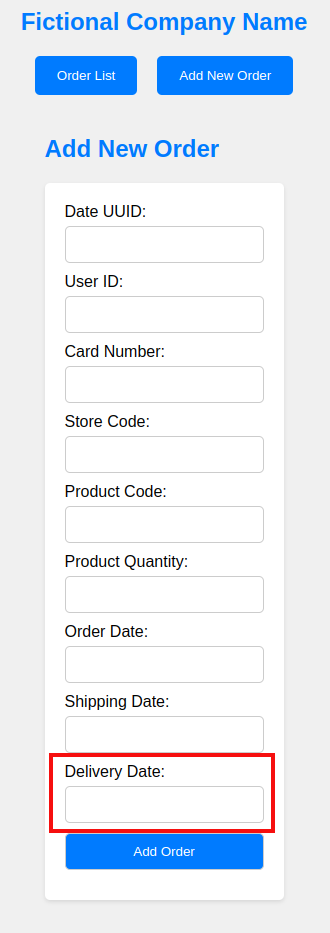 Fictional Company Name
Order List
Add New Order
Add New Order
Date UUID:
User ID:
Card Number:
Store Code:
Product Code:
Product Quantity:
Order Date:
Shipping Date:
Delivery Date:
Add Order